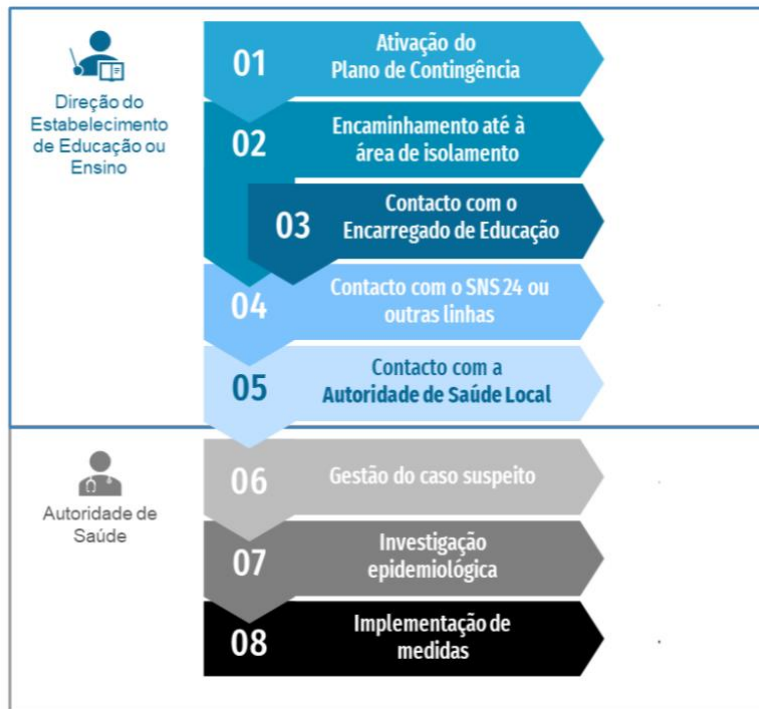 Direção do
Estabelecimento
de Educação ou
Ensino
01
Ativação do
Plano de Contingência
02
Encaminhamento até à
área de isolamento
03
Contacto com o
Encarregado de Educação
04
Contacto com o SNS 24 ou
outras linhas
05
Contacto com a
Autoridade de Saúde Local
Autoridade de
Saúde
06
Gestão do caso suspeito
07
Investigação
epidemiológica
08
Implementação de
medidas